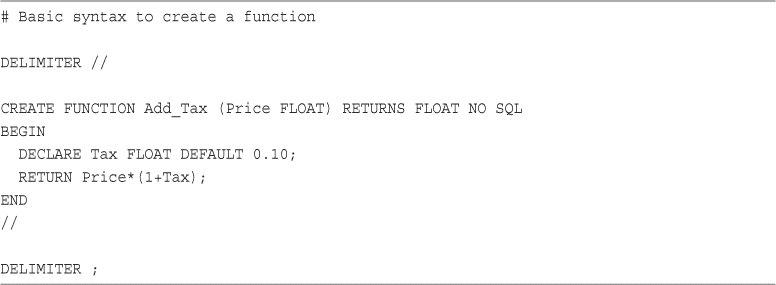 # Basic syntax to create a function
DELIMITER //
CREATE FUNCTION Add_Tax (Price FLOAT) RETURNS FLOAT NO SQL
BEGIN
  DECLARE Tax FLOAT DEFAULT 0.10;
  RETURN Price*(1+Tax);
END
//
DELIMITER ;